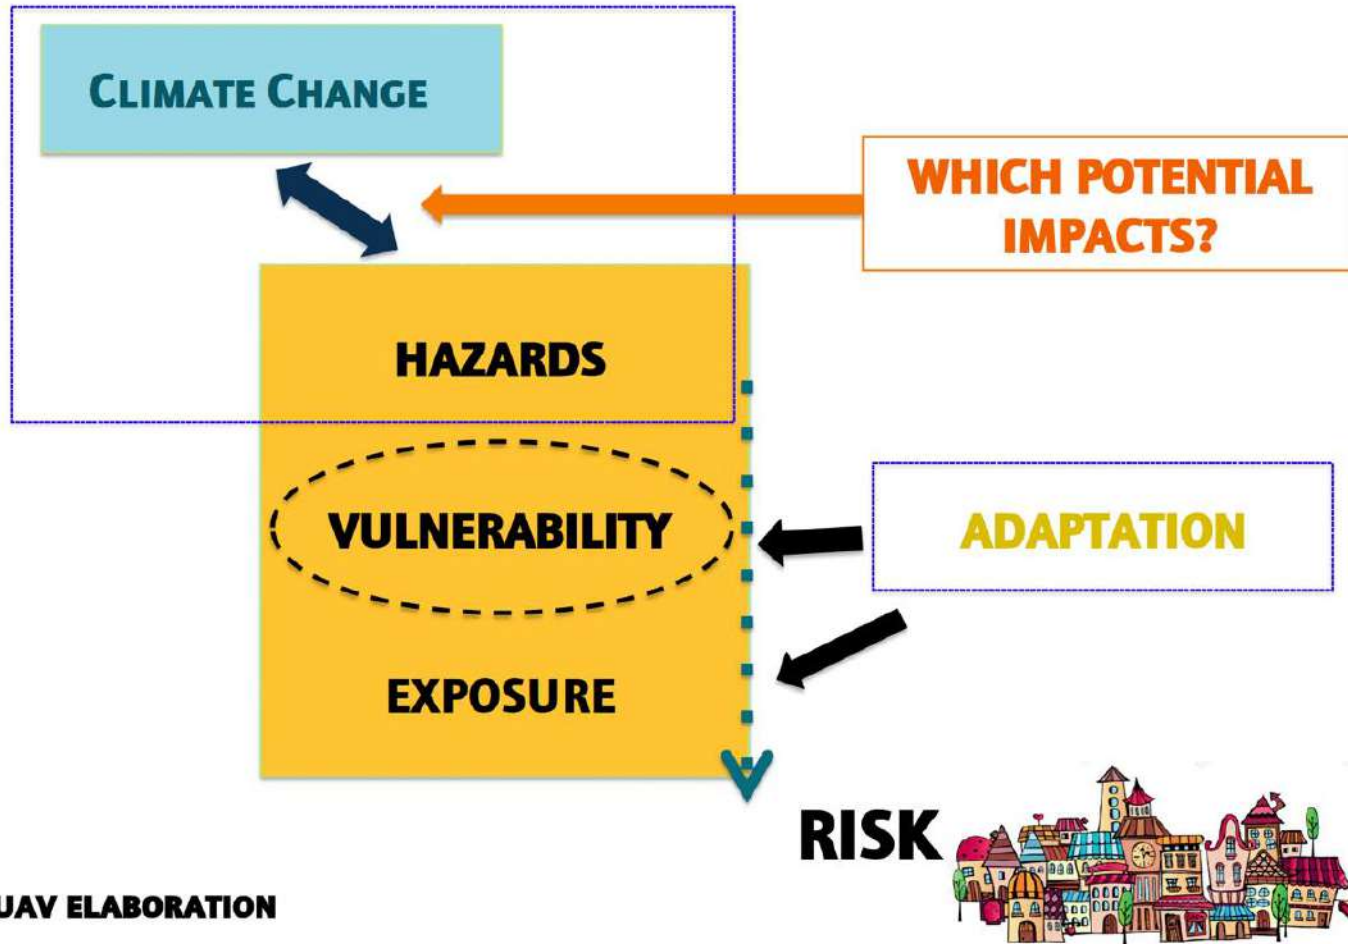 CLIMATE CHANGE
WHICH POTENTIAL
IMPACTS?
HAZARDS
VULNERABILITY
ADAPTATION
EXPOSURE
RISK
UAV ELABORATION